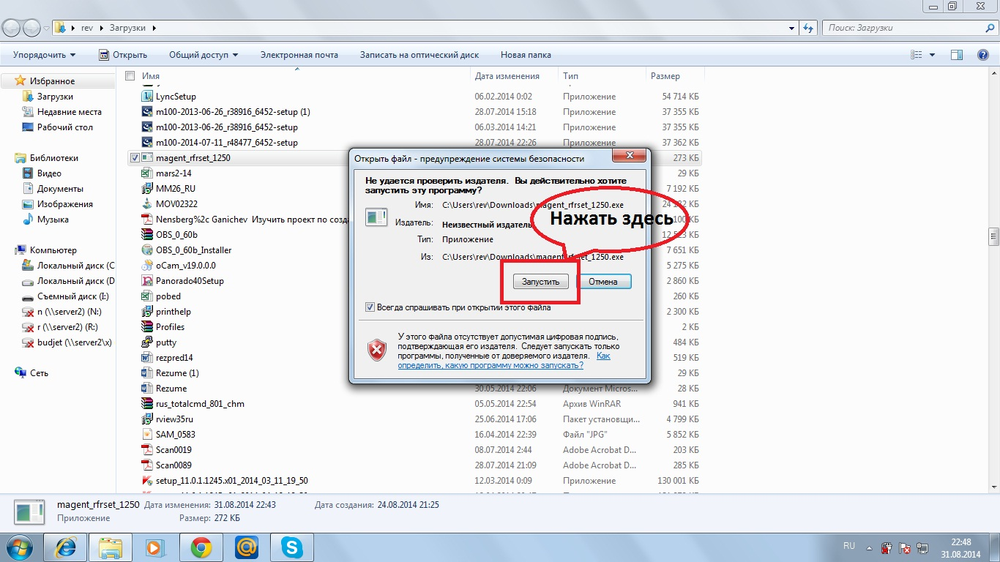 rev
Загрузки
Поиск: Загрузки
Упорядочить
Открыть
Общий доступ
Электронная почта
Записать на оптический диск
Новая папка
Имя
Дата изменения
Тип
Размер
Избранное
Загрузки
Недавние места
Рабочий стол
Библиотеки
Видео
Документы
Изображения
Музыка
Компьютер
Локальный диск (C
Локальный диск (D
Съемный диск (I:)
n (\\server2) (N:)
r (\\server2) (R:)
budjet (\\server2\x)
Сеть
LyncSetup 06.02.2014 0:02 Приложение 54 714 КБ
m100-2013-06-26_r38916_6452-setup (1) 28.07.2014 15:18 Приложение 37 355 КБ
m100-2013-06-26_r38916_6452-setup 06.03.2014 14:21 Приложение 37 355 КБ
m100-2014-07-11_r48477_6452-setup 28.07.2014 22:26 Приложение 37 362 КБ
magent_rfrset_1250 273 КБ
mars2-14 29 КБ
MM26_RU 7 192 КБ
MOV02322
Nensberg%2c Ganichev Изучить проект по созд
OBS_0_60b
OBS_0_60b_Installer 7 651 КБ
oCam_v19.0.0.0 5 275 КБ
Panorado40Setup 2 860 КБ
pobed 260 КБ
printhelp 2 300 КБ
Profiles 2 КБ
putty 484 КБ
rezpred14 519 КБ
Rezume (1) 29 КБ
Rezume 30.05.2014 22:06 Документ Micros... 28 КБ
rus_totalcmd_801_chm 05.05.2014 22:54 Архив WinRAR 941 КБ
rview35ru 25.06.2014 17:06 Пакет установщи... 4 799 КБ
SAM_0583 16.04.2014 22:39 Файл "JPG" 5 852 КБ
Scan0019 08.07.2014 2:44 Adobe Acrobat D... 203 КБ
Scan0089 28.07.2014 21:09 Adobe Acrobat D... 285 КБ
setup_11.0.1.1245.x01_2014_03_11_19_50 12.03.2014 0:09 Приложение 130 001 КБ
Открыть файл - предупреждение системы безопасности
Не удается проверить издателя. Вы действительно хотите
запустить эту программу?
Имя: C:\Users\rev\Downloads\magent_rfrset_1250.exe
Издатель: Неизвестный издатель
Тип: Приложение
Из: C:\Users\rev\Downloads\magent_rfrset_1250.exe
Нажать здесь
Запустить
Отмена
Всегда спрашивать при открытии этого файла
У этого файла отсутствует допустимая цифровая подпись,
подтверждающая его издателя. Следует запускать только
программы, полученные от доверяемого издателя. Как
определить, какую программу можно запускать?
magent_rfrset_1250 Дата изменения: 31.08.2014 22:43 Дата создания: 24.08.2014 21:25
Приложение Размер: 272 КБ
RU
22:48
31.08.2014